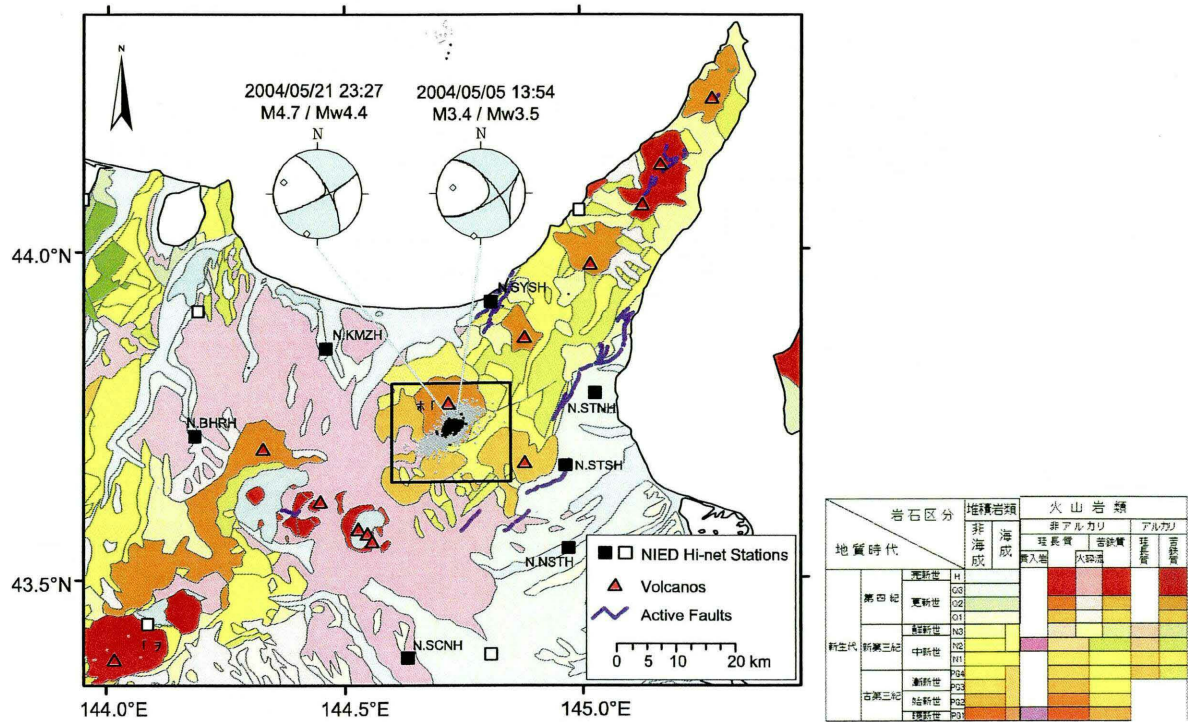 N
2004/05/21 23:27
M4.7 / Mw4.4
N
2004/05/05 13:54
M3.4 / Mw3.5
N
44.0°N
43.5°N
144.0°E
144.5°E
145.0°E
N.SYSH
N.KMZH
N.STNH
N.BHRH
N.STSH
N.NSTH
N.SCNH
NIED Hi-net Stations
Volcanos
Active Faults
0 5 10 20 km
岩石区分
地質時代
堆積岩類
火山岩類
非海成
海成
非アルカリ
アルカリ
珪長質
苦鉄質
珪長質
苦鉄質
貫入岩
火砕流
新生代
第四紀
完新世
H
更新世
Q3
Q2
Q1
新第三紀
鮮新世
N3
中新世
N2
N1
古第三紀
漸新世
PG4
PG3
始新世
PG2
暁新世
PG1